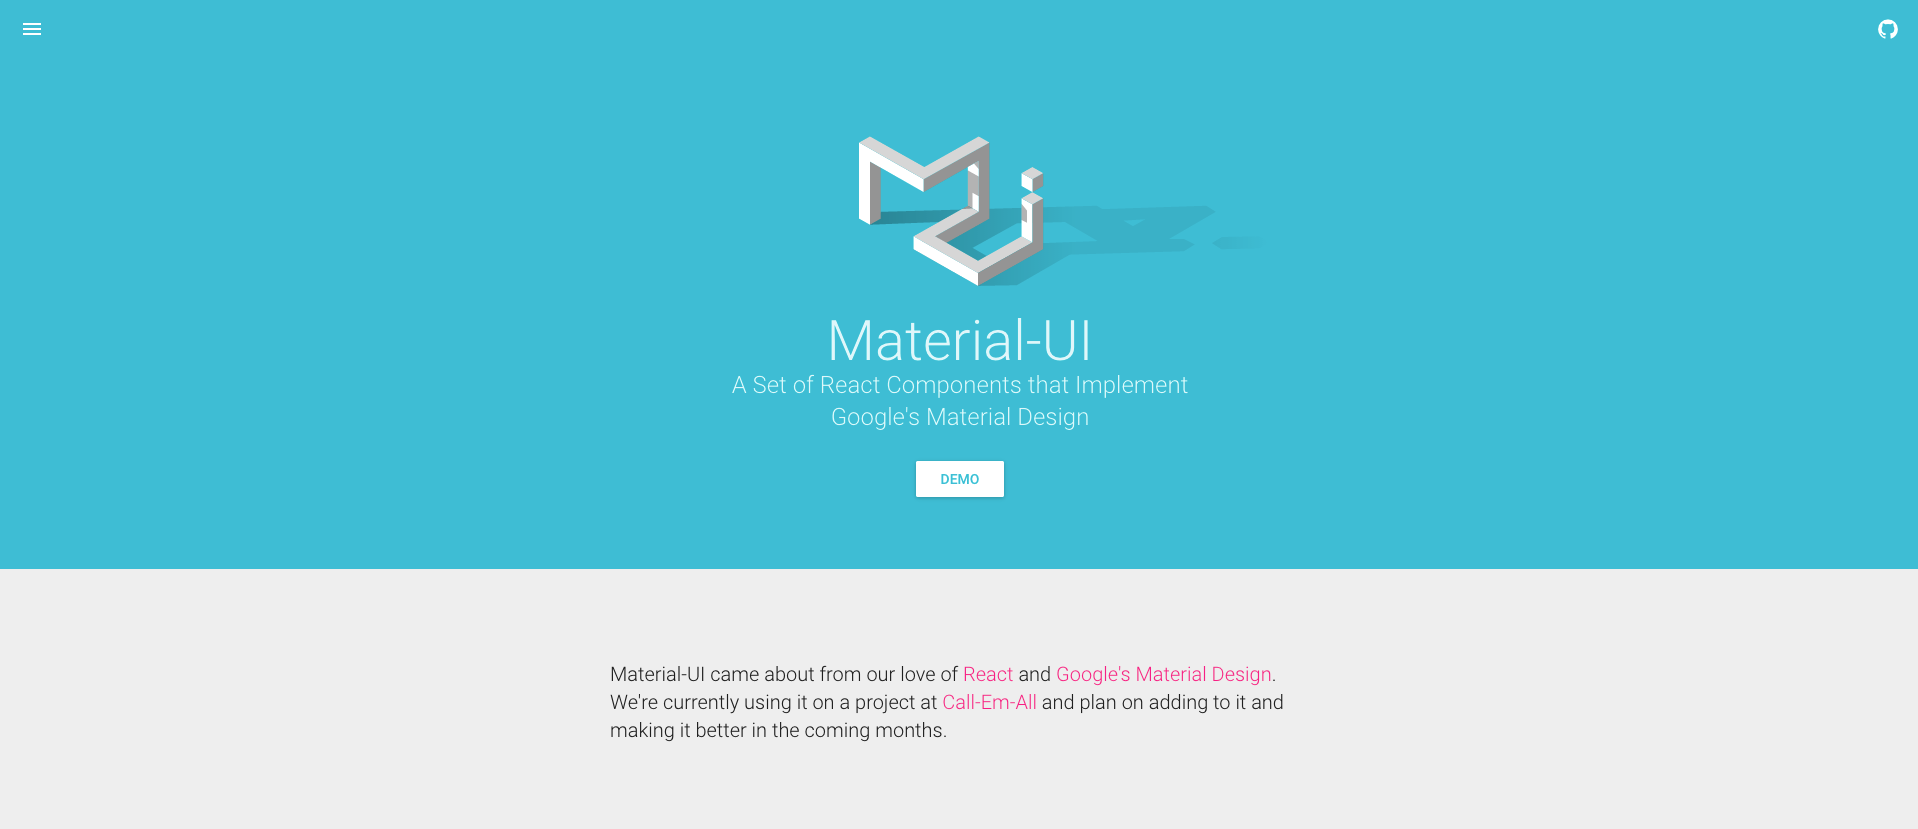 Material-UI
A Set of React Components that Implement
Google's Material Design
DEMO
Material-UI came about from our love of React and Google's Material Design.
We're currently using it on a project at Call-Em-All and plan on adding to it and
making it better in the coming months.